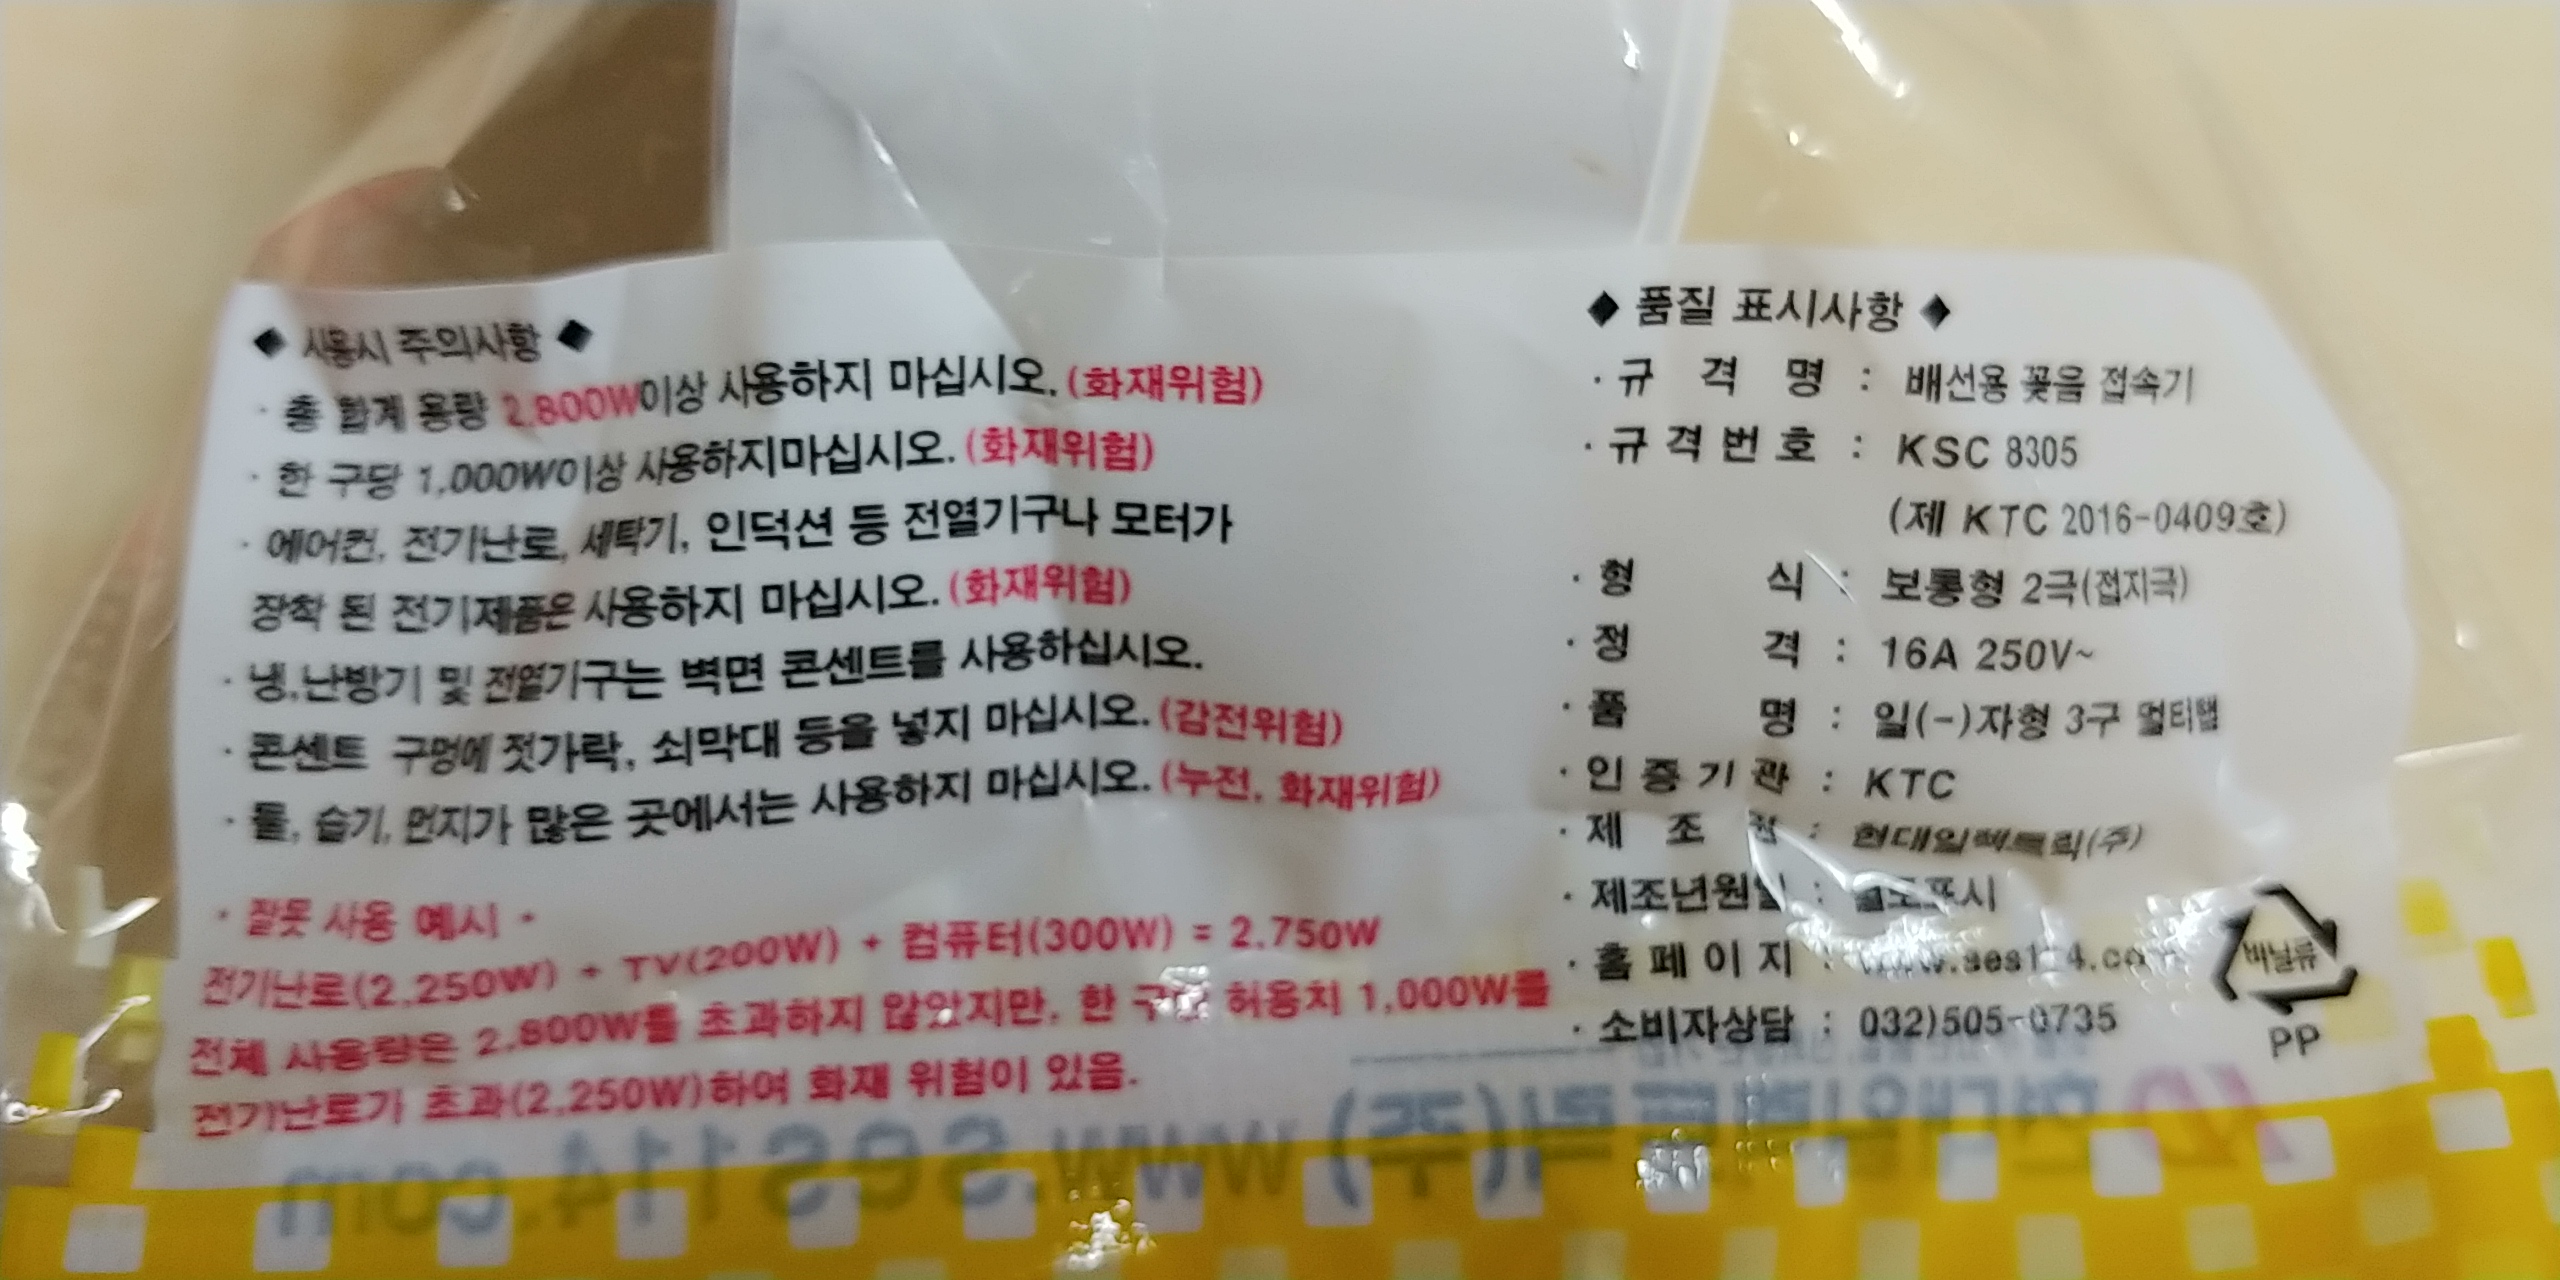 ◆ 사용시 주의사항 ◆
· 총 합계 용량 2,800W이상 사용하지 마십시오. (화재위험)
· 한 구당 1,000W이상 사용하지마십시오. (화재위험)
· 에어컨, 전기난로, 세탁기, 인덕션 등 전열기구나 모터가
장착 된 전기제품은 사용하지 마십시오. (화재위험)
· 냉,난방기 및 전열기구는 벽면 콘센트를 사용하십시오.
· 콘센트 구멍에 젓가락, 쇠막대 등을 넣지 마십시오. (감전위험)
· 물, 습기, 먼지가 많은 곳에서는 사용하지 마십시오. (누전, 화재위험)
· 잘못 사용 예시 ·
전기난로(2,250W) + TV(200W) + 컴퓨터(300W) = 2.750W
전체 사용량은 2,800W를 초과하지 않았지만, 한 구당 허용치 1,000W를
전기난로가 초과(2,250W)하여 화재 위험이 있음.
◆ 품질 표시사항 ◆
· 규격명 : 배선용 꽂음 접속기
· 규격번호 : KSC 8305
(제 KTC 2016-0409호)
· 형식 : 보통형 2극(접지극)
· 정격 : 16A 250V~
· 품명 : 일(-)자형 3구 멀티탭
· 인증기관 : KTC
· 제조원 : 현대일렉트릭(주)
· 제조년원일 : 별도표시
· 홈페이지 : www.ses114.com
· 소비자상담 : 032)505-0735
비닐류
PP
현대일렉트릭(주) www.ses114.com